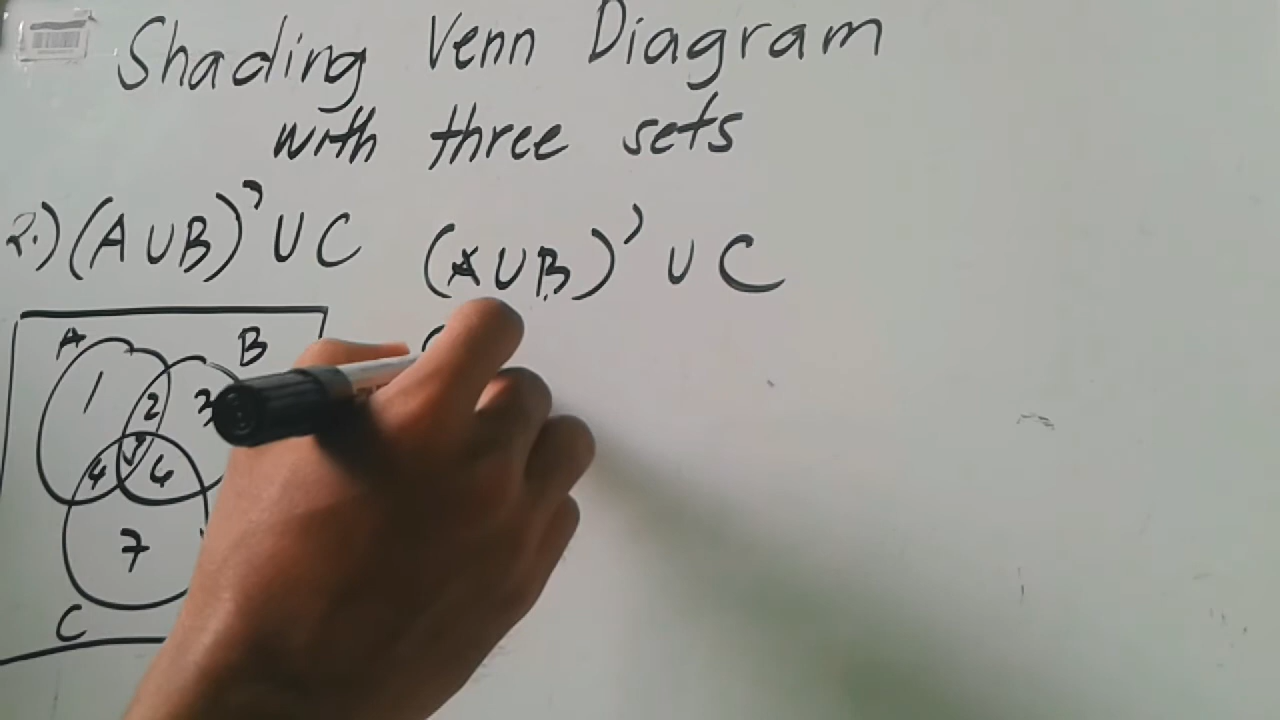 Shading Venn Diagram
with three sets
2.) (A∪B)' ∪ C
(A∪B)' ∪ C
A
B
1
2
3
4
6
7
C
(